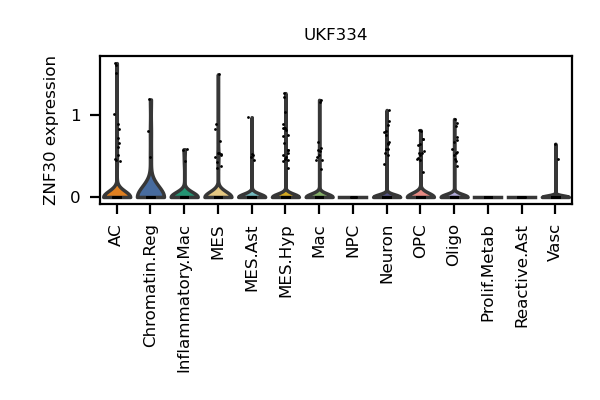 UKF334
ZNF30 expression
1
0
AC
Chromatin.Reg
Inflammatory.Mac
MES
MES.Ast
MES.Hyp
Mac
NPC
Neuron
OPC
Oligo
Prolif.Metab
Reactive.Ast
Vasc